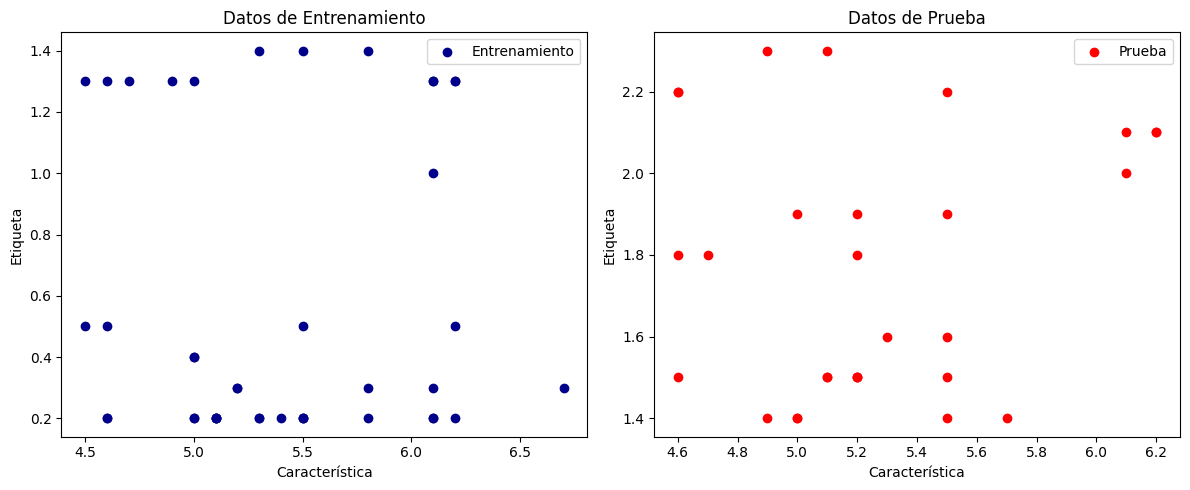 Datos de Entrenamiento
Entrenamiento
1.4
1.2
1.0
0.8
0.6
0.4
0.2
Etiqueta
4.5 5.0 5.5 6.0 6.5
Característica
Datos de Prueba
Prueba
2.2
2.0
1.8
1.6
1.4
Etiqueta
4.6 4.8 5.0 5.2 5.4 5.6 5.8 6.0 6.2
Característica